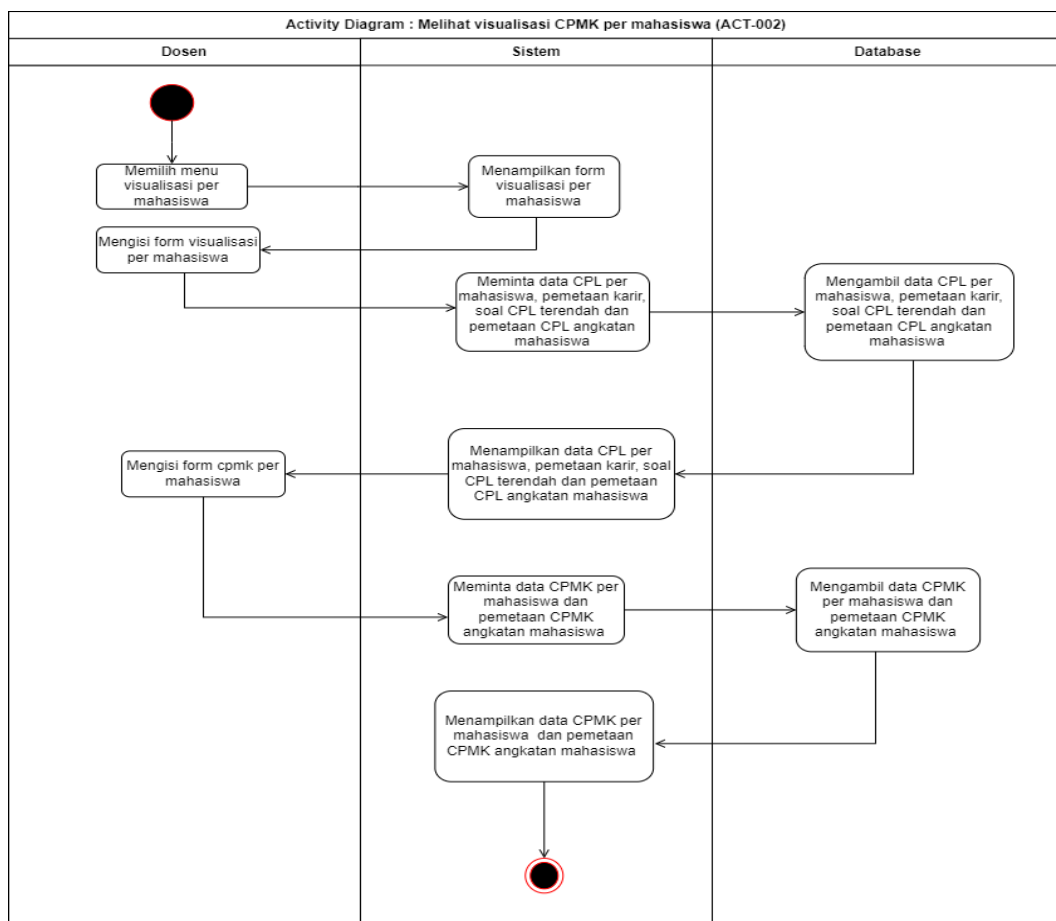 Activity Diagram : Melihat visualisasi CPMK per mahasiswa (ACT-002)
Dosen
Sistem
Database
Memilih menu
visualisasi per
mahasiswa
Menampilkan form
visualisasi per
mahasiswa
Mengisi form visualisasi
per mahasiswa
Meminta data CPL per
mahasiswa, pemetaan karir,
soal CPL terendah dan
pemetaan CPL angkatan
mahasiswa
Mengambil data CPL per
mahasiswa, pemetaan karir,
soal CPL terendah dan
pemetaan CPL angkatan
mahasiswa
Mengisi form cpmk per
mahasiswa
Menampilkan data CPL per
mahasiswa, pemetaan karir, soal
CPL terendah dan pemetaan
CPL angkatan mahasiswa
Meminta data CPMK per
mahasiswa dan
pemetaan CPMK
angkatan mahasiswa
Mengambil data CPMK
per mahasiswa dan
pemetaan CPMK
angkatan mahasiswa
Menampilkan data CPMK per
mahasiswa dan pemetaan
CPMK angkatan mahasiswa